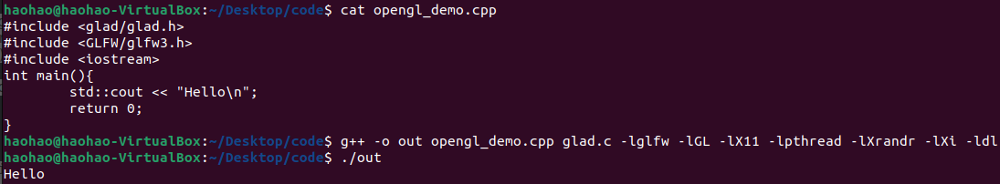 haohao@haohao-VirtualBox:~/Desktop/code$ cat opengl_demo.cpp
#include <glad/glad.h>
#include <GLFW/glfw3.h>
#include <iostream>
int main(){
        std::cout << "Hello\n";
        return 0;
}
haohao@haohao-VirtualBox:~/Desktop/code$ g++ -o out opengl_demo.cpp glad.c -lglfw -lGL -lX11 -lpthread -lXrandr -lXi -ldl
haohao@haohao-VirtualBox:~/Desktop/code$ ./out
Hello